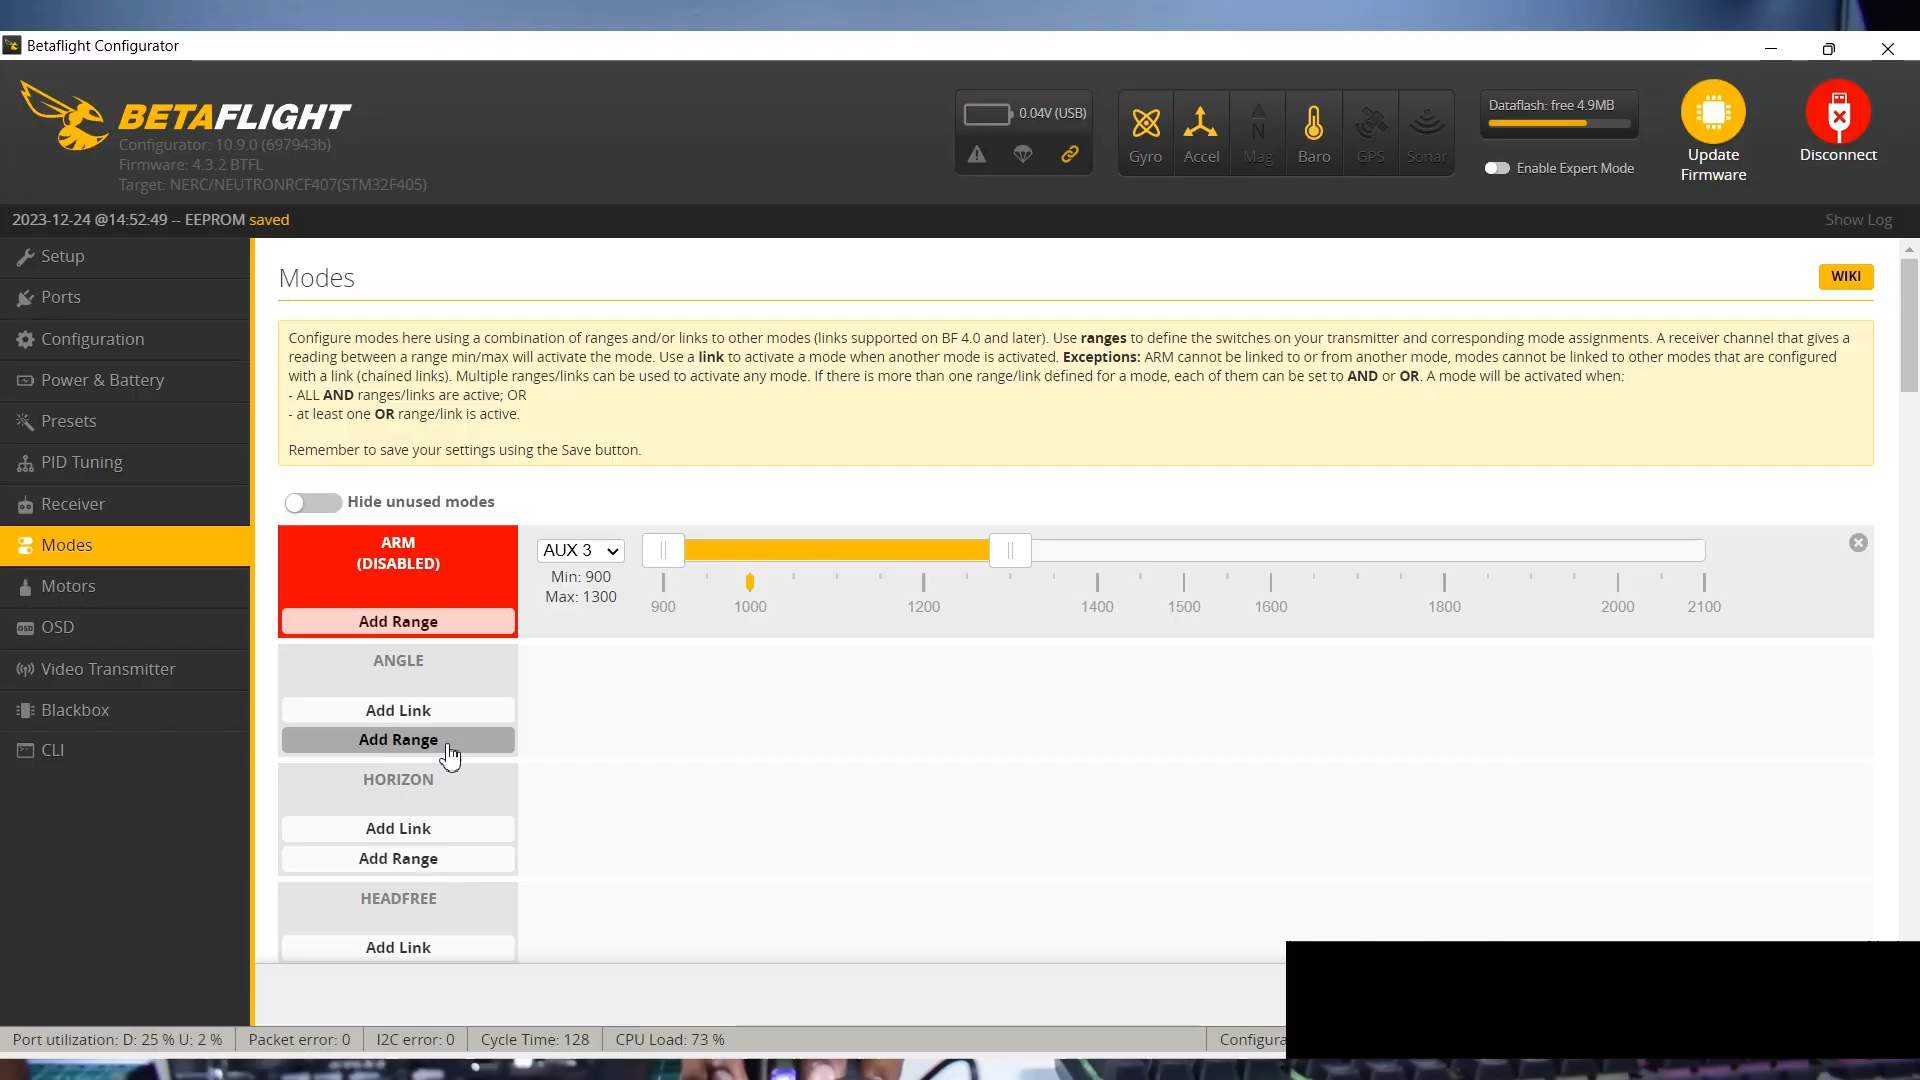 Betaflight Configurator
BETAFLIGHT
Configurator: 10.9.0 (697943b)
Firmware: 4.3.2 BTFL
Target: NERC/NEUTRONRCF407(STM32F405)
0.04V (USB)
Gyro
Accel
Mag
Baro
GPS
Sonar
Dataflash: free 4.9MB
Enable Expert Mode
Update
Firmware
Disconnect
2023-12-24 @14:52:49 -- EEPROM saved
Show Log
Setup
Ports
Configuration
Power & Battery
Presets
PID Tuning
Receiver
Modes
Motors
OSD
Video Transmitter
Blackbox
CLI
Modes
WIKI
Configure modes here using a combination of ranges and/or links to other modes (links supported on BF 4.0 and later). Use ranges to define the switches on your transmitter and corresponding mode assignments. A receiver channel that gives a
reading between a range min/max will activate the mode. Use a link to activate a mode when another mode is activated. Exceptions: ARM cannot be linked to or from another mode, modes cannot be linked to other modes that are configured
with a link (chained links). Multiple ranges/links can be used to activate any mode. If there is more than one range/link defined for a mode, each of them can be set to AND or OR. A mode will be activated when:
- ALL AND ranges/links are active; OR
- at least one OR range/link is active.
Remember to save your settings using the Save button.
Hide unused modes
ARM
(DISABLED)
Add Range
AUX 3
Min: 900
Max: 1300
900 1000 1200 1400 1500 1600 1800 2000 2100
ANGLE
Add Link
Add Range
HORIZON
Add Link
Add Range
HEADFREE
Add Link
Port utilization: D: 25 % U: 2 %
Packet error: 0
I2C error: 0
Cycle Time: 128
CPU Load: 73 %